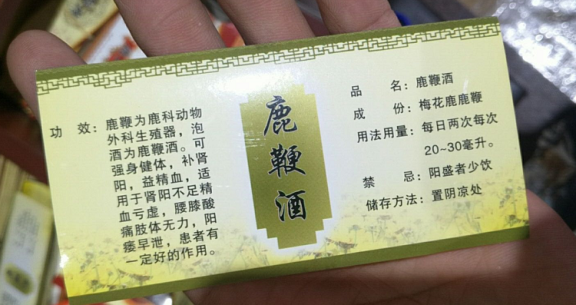 功 效：鹿鞭为鹿科动物
外科生殖器，泡
酒为鹿鞭酒。可
强身健体，补肾
阳，益精血，适
用于肾阳不足精
血亏虚，腰膝酸
痛肢体无力，阳
痿早泄，患者有
一定好的作用。
鹿鞭酒
品 名：鹿鞭酒
成 份：梅花鹿鹿鞭
用法用量：每日两次每次
20~30毫升。
禁 忌：阳盛者少饮
储存方法：置阴凉处